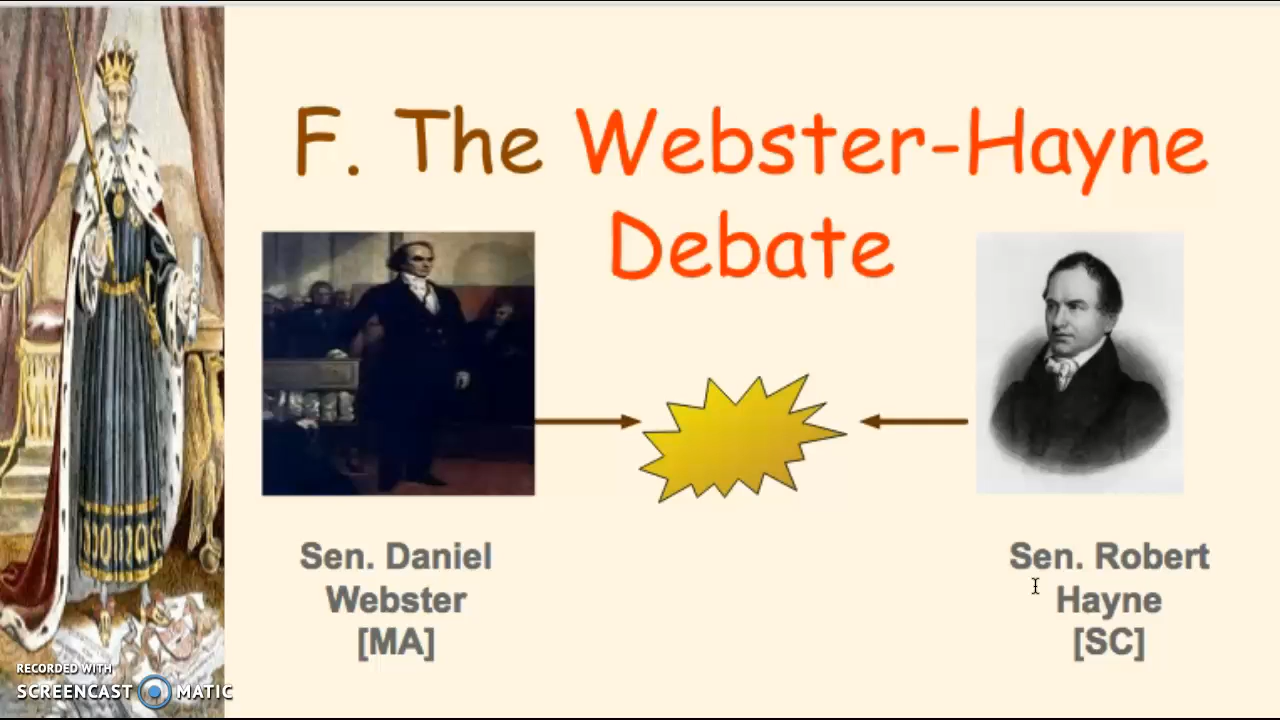 F. The Webster-Hayne
Debate
Sen. Daniel
Webster
[MA]
Sen. Robert
Hayne
[SC]
RECORDED WITH
SCREENCAST MATIC